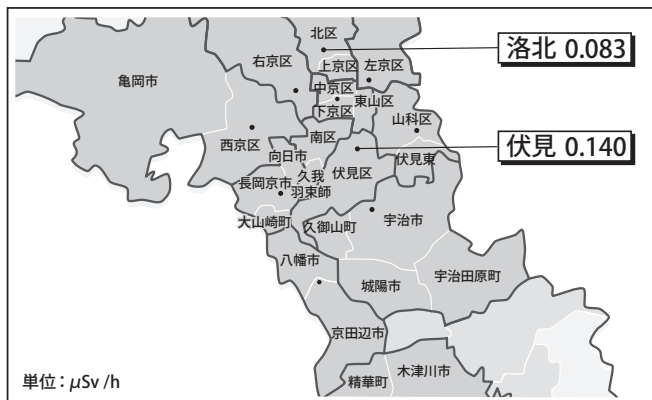 北区
洛北 0.083
右京区
上京区
左京区
亀岡市
中京区
東山区
下京区
山科区
西京区
南区
伏見 0.140
向日市
伏見区
伏見東
久我
長岡京市
羽束師
大山崎町
久御山町
宇治市
八幡市
宇治田原町
城陽市
京田辺市
木津川市
精華町
単位：μSv /h